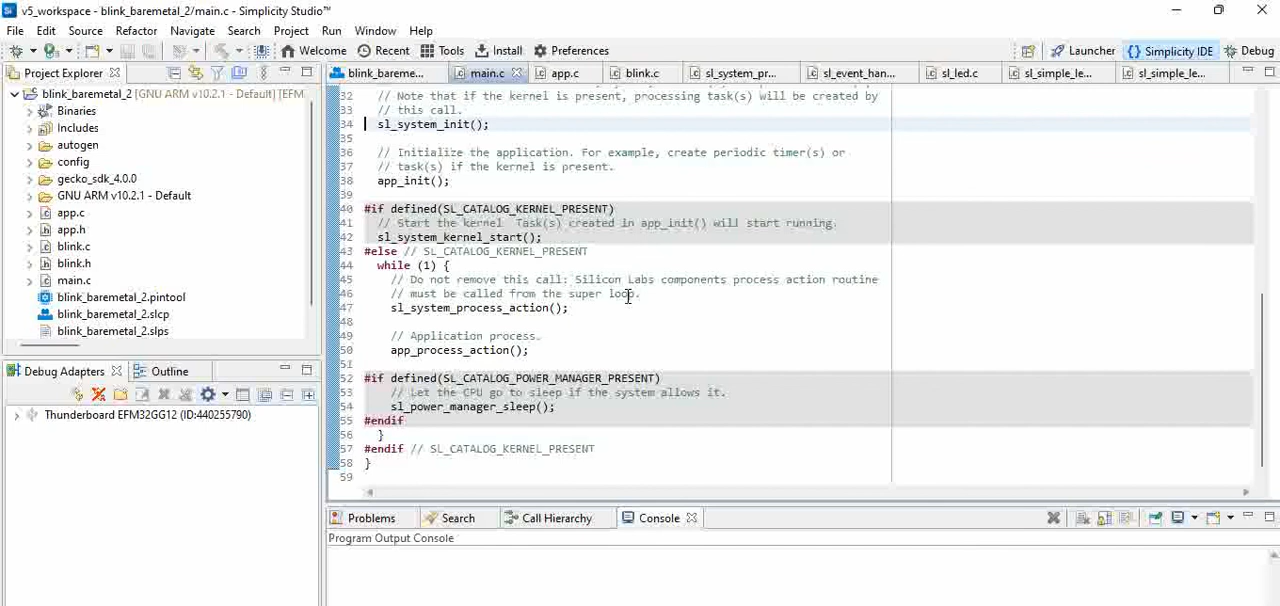 v5_workspace - blink_baremetal_2/main.c - Simplicity Studio™
File Edit Source Refactor Navigate Search Project Run Window Help
Welcome Recent Tools Install Preferences Launcher {} Simplicity IDE Debug
Project Explorer
blink_bareme... main.c app.c blink.c sl_system_pr... sl_event_han... sl_led.c sl_simple_le... sl_simple_le...
blink_baremetal_2 [GNU ARM v10.2.1 - Default] [EFM
Binaries
Includes
autogen
config
gecko_sdk_4.0.0
GNU ARM v10.2.1 - Default
app.c
app.h
blink.c
blink.h
main.c
blink_baremetal_2.pintool
blink_baremetal_2.slcp
blink_baremetal_2.slps
Debug Adapters Outline
Thunderboard EFM32GG12 (ID:440255790)
32 // Note that if the kernel is present, processing task(s) will be created by
33 // this call.
34 sl_system_init();
35
36 // Initialize the application. For example, create periodic timer(s) or
37 // task(s) if the kernel is present.
38 app_init();
40 #if defined(SL_CATALOG_KERNEL_PRESENT)
41 // Start the kernel Task(s) created in app_init() will start running.
42 sl_system_kernel_start();
43 #else // SL_CATALOG_KERNEL_PRESENT
44 while (1) {
45 // Do not remove this call: Silicon Labs components process action routine
46 // must be called from the super loop.
47 sl_system_process_action();
48
49 // Application process.
50 app_process_action();
51
52 #if defined(SL_CATALOG_POWER_MANAGER_PRESENT)
53 // Let the CPU go to sleep if the system allows it.
54 sl_power_manager_sleep();
55 #endif
56 }
57 #endif // SL_CATALOG_KERNEL_PRESENT
58 }
59
Problems Search Call Hierarchy Console
Program Output Console